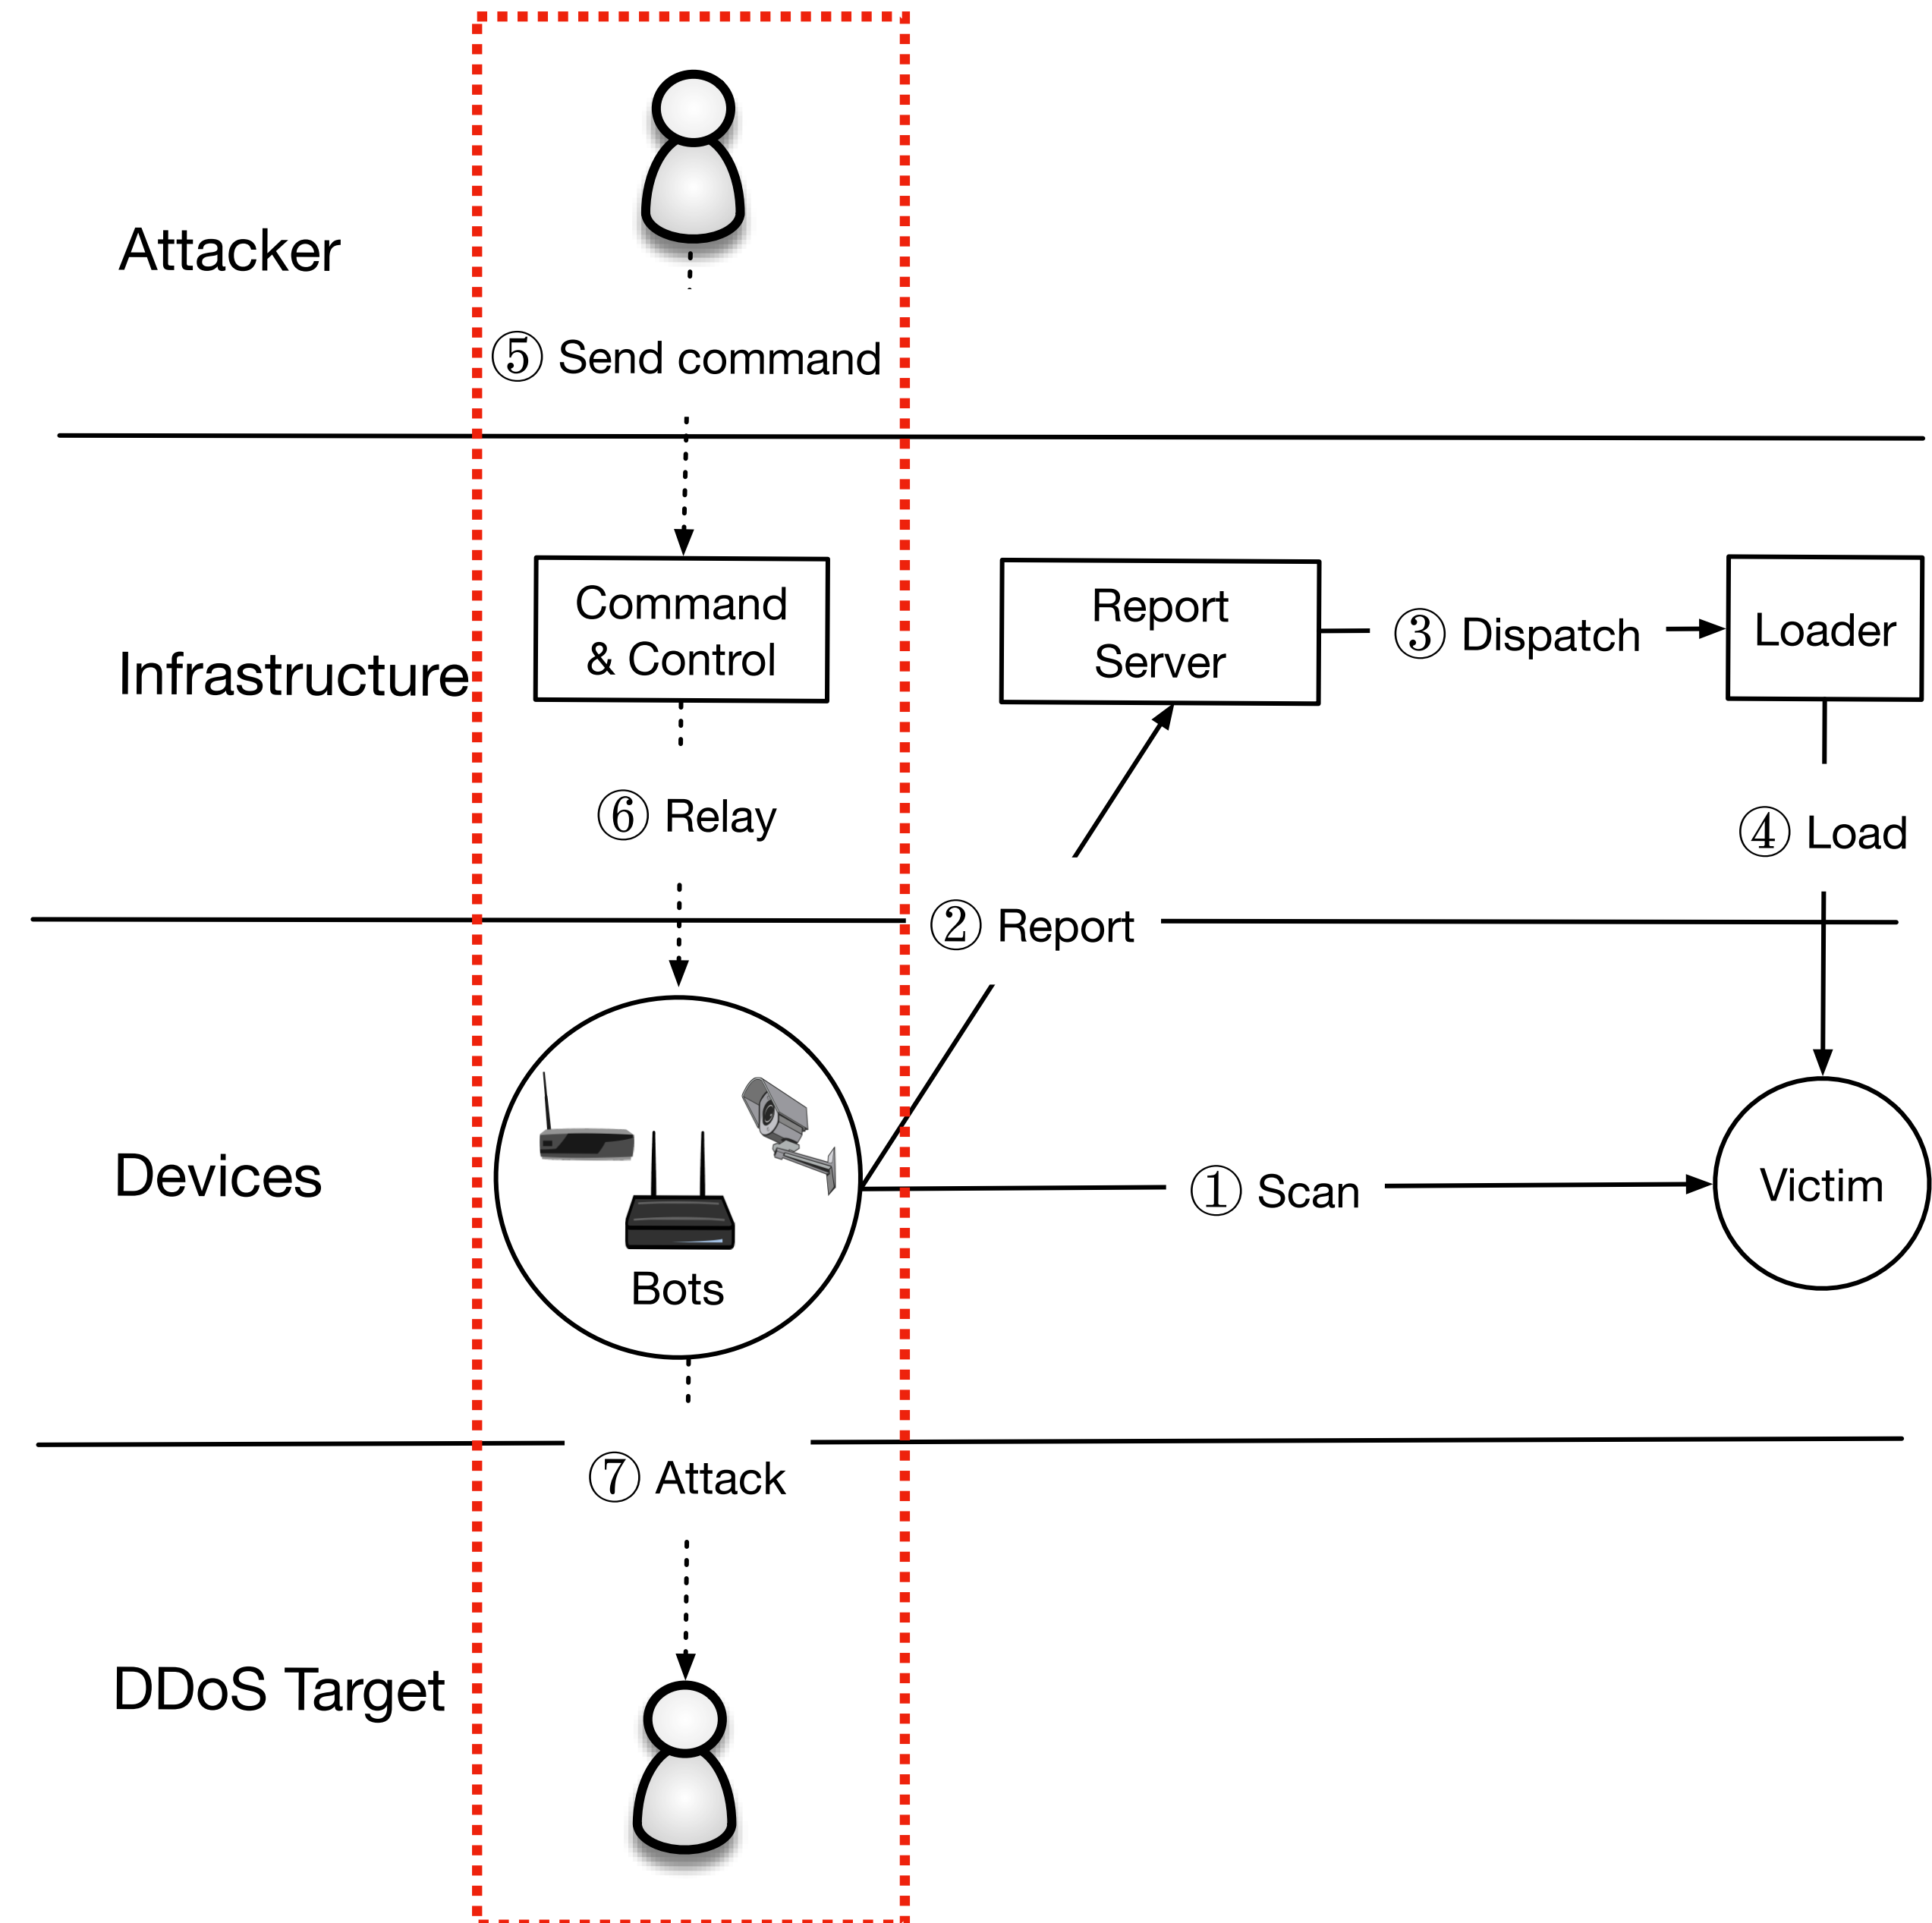 Attacker
⑤ Send command
Infrastructure
Command
& Control
Report
Server
③ Dispatch
Loader
⑥ Relay
④ Load
② Report
Devices
Bots
① Scan
Victim
⑦ Attack
DDoS Target